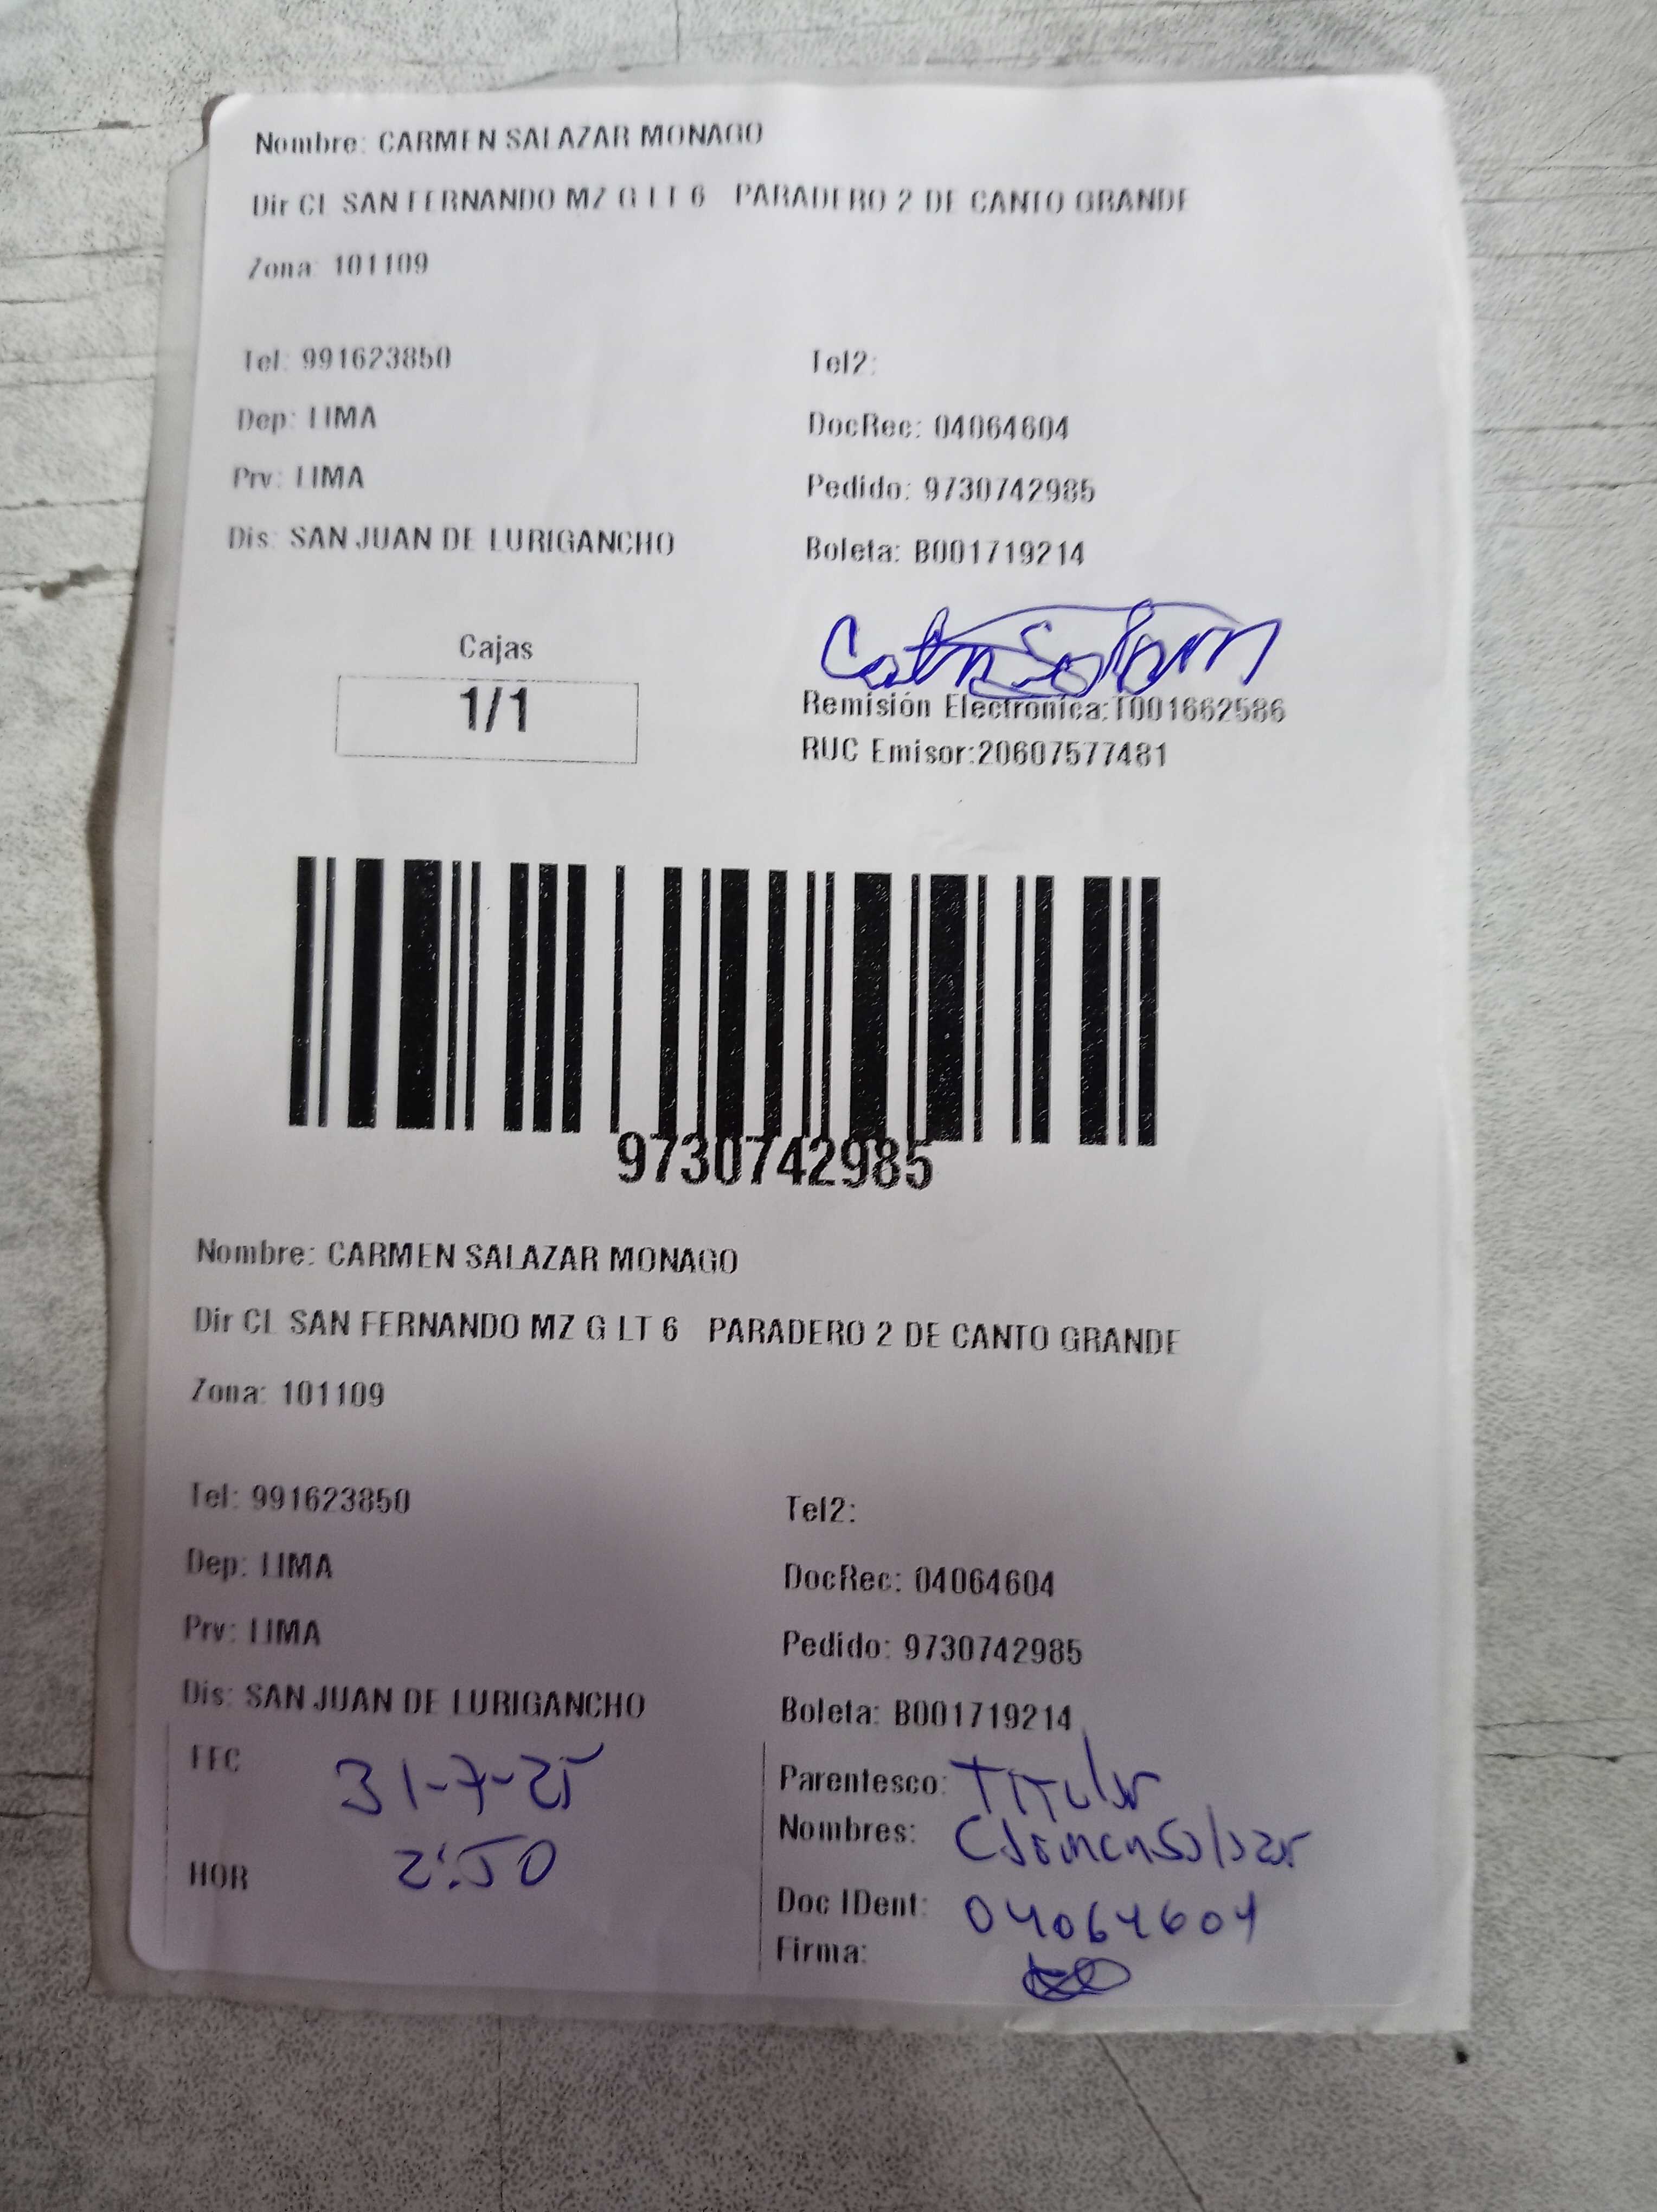 Nombre: CARMEN SALAZAR MONAGO
Dir CL SAN FERNANDO MZ G LT 6 PARADERO 2 DE CANTO GRANDE
Zona: 101109
Tel: 991623850 Tel2:
Dep: LIMA DocRec: 04064604
Prv: LIMA Pedido: 9730742985
Dis: SAN JUAN DE LURIGANCHO Boleta: B001719214
Cajas
1/1
Remisión Electronica:T001662586
RUC Emisor:20607577481
9730742985
Nombre: CARMEN SALAZAR MONAGO
Dir CL SAN FERNANDO MZ G LT 6 PARADERO 2 DE CANTO GRANDE
Zona: 101109
Tel: 991623850 Tel2:
Dep: LIMA DocRec: 04064604
Prv: LIMA Pedido: 9730742985
Dis: SAN JUAN DE LURIGANCHO Boleta: B001719214
FEC 31-7-25 Parentesco: Titular
Nombres: Carmen Salazar
HOR 2:50 Doc IDent: 04064604
Firma: